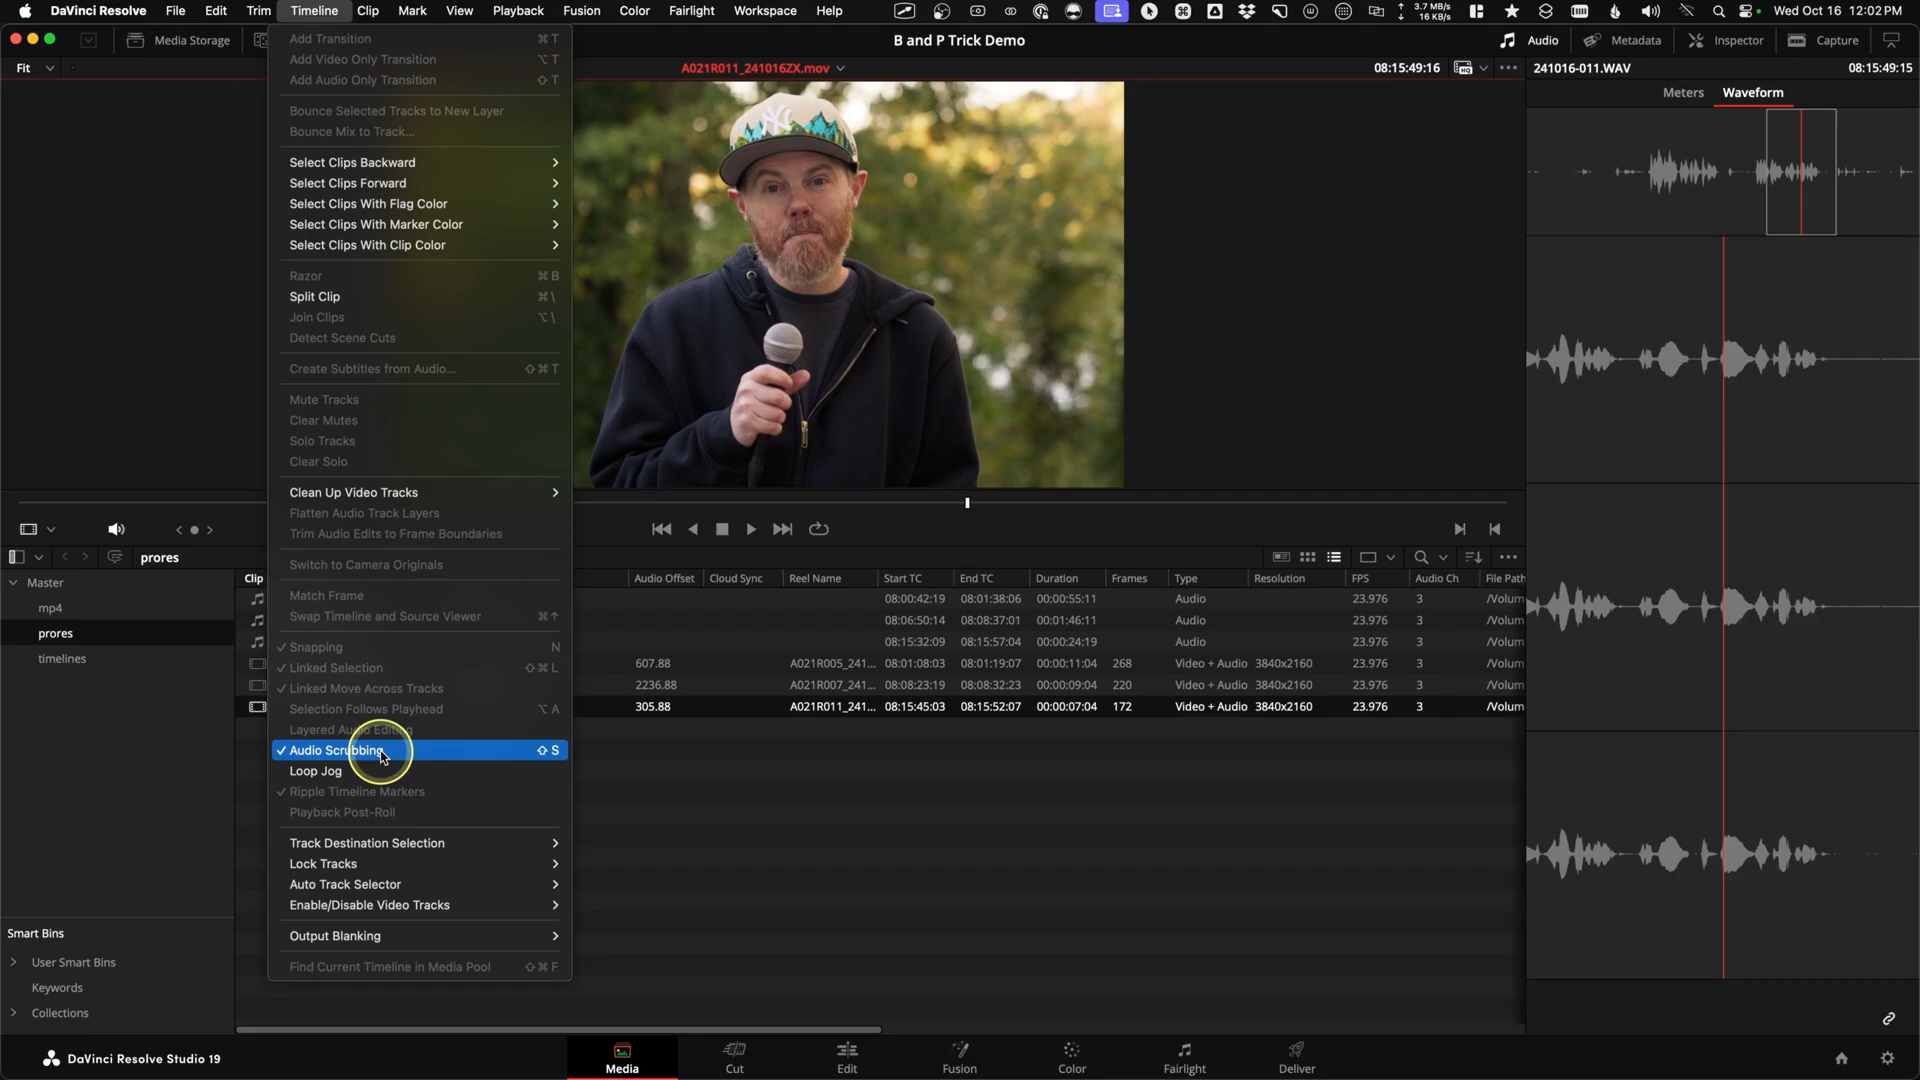 DaVinci Resolve File Edit Trim Timeline Clip Mark View Playback Fusion Color Fairlight Workspace Help 3.7 MB/s 16 KB/s Wed Oct 16 12:02 PM
Media Storage B and P Trick Demo Audio Metadata Inspector Capture
Fit A021R011_241016ZX.mov 08:15:49:16 241016-011.WAV 08:15:49:15
Meters Waveform
Add Transition ⌘ T
Add Video Only Transition ⌥ T
Add Audio Only Transition ⇧ T
Bounce Selected Tracks to New Layer
Bounce Mix to Track...
Select Clips Backward
Select Clips Forward
Select Clips With Flag Color
Select Clips With Marker Color
Select Clips With Clip Color
Razor ⌘ B
Split Clip ⌘ \
Join Clips ⌥ \
Detect Scene Cuts
Create Subtitles from Audio... ⇧ ⌘ T
Mute Tracks
Clear Mutes
Solo Tracks
Clear Solo
Clean Up Video Tracks
Flatten Audio Track Layers
Trim Audio Edits to Frame Boundaries
Switch to Camera Originals
Match Frame
Swap Timeline and Source Viewer ⌘ ↑
✓ Snapping N
✓ Linked Selection ⇧ ⌘ L
✓ Linked Move Across Tracks
Selection Follows Playhead ⌥ A
Layered Audio Editing
✓ Audio Scrubbing ⇧ S
Loop Jog
✓ Ripple Timeline Markers
Playback Post-Roll
Track Destination Selection
Lock Tracks
Auto Track Selector
Enable/Disable Video Tracks
Output Blanking
Find Current Timeline in Media Pool ⇧ ⌘ F
NY
prores
Master
mp4
prores
timelines
Clip Audio Offset Cloud Sync Reel Name Start TC End TC Duration Frames Type Resolution FPS Audio Ch File Path
08:00:42:19 08:01:38:06 00:00:55:11 Audio 23.976 3 /Volum
08:06:50:14 08:08:37:01 00:01:46:11 Audio 23.976 3 /Volum
08:15:32:09 08:15:57:04 00:00:24:19 Audio 23.976 3 /Volum
607.88 A021R005_241... 08:01:08:03 08:01:19:07 00:00:11:04 268 Video + Audio 3840x2160 23.976 3 /Volum
2236.88 A021R007_241... 08:08:23:19 08:08:32:23 00:00:09:04 220 Video + Audio 3840x2160 23.976 3 /Volum
305.88 A021R011_241... 08:15:45:03 08:15:52:07 00:00:07:04 172 Video + Audio 3840x2160 23.976 3 /Volum
Smart Bins
User Smart Bins
Keywords
Collections
DaVinci Resolve Studio 19
Media Cut Edit Fusion Color Fairlight Deliver